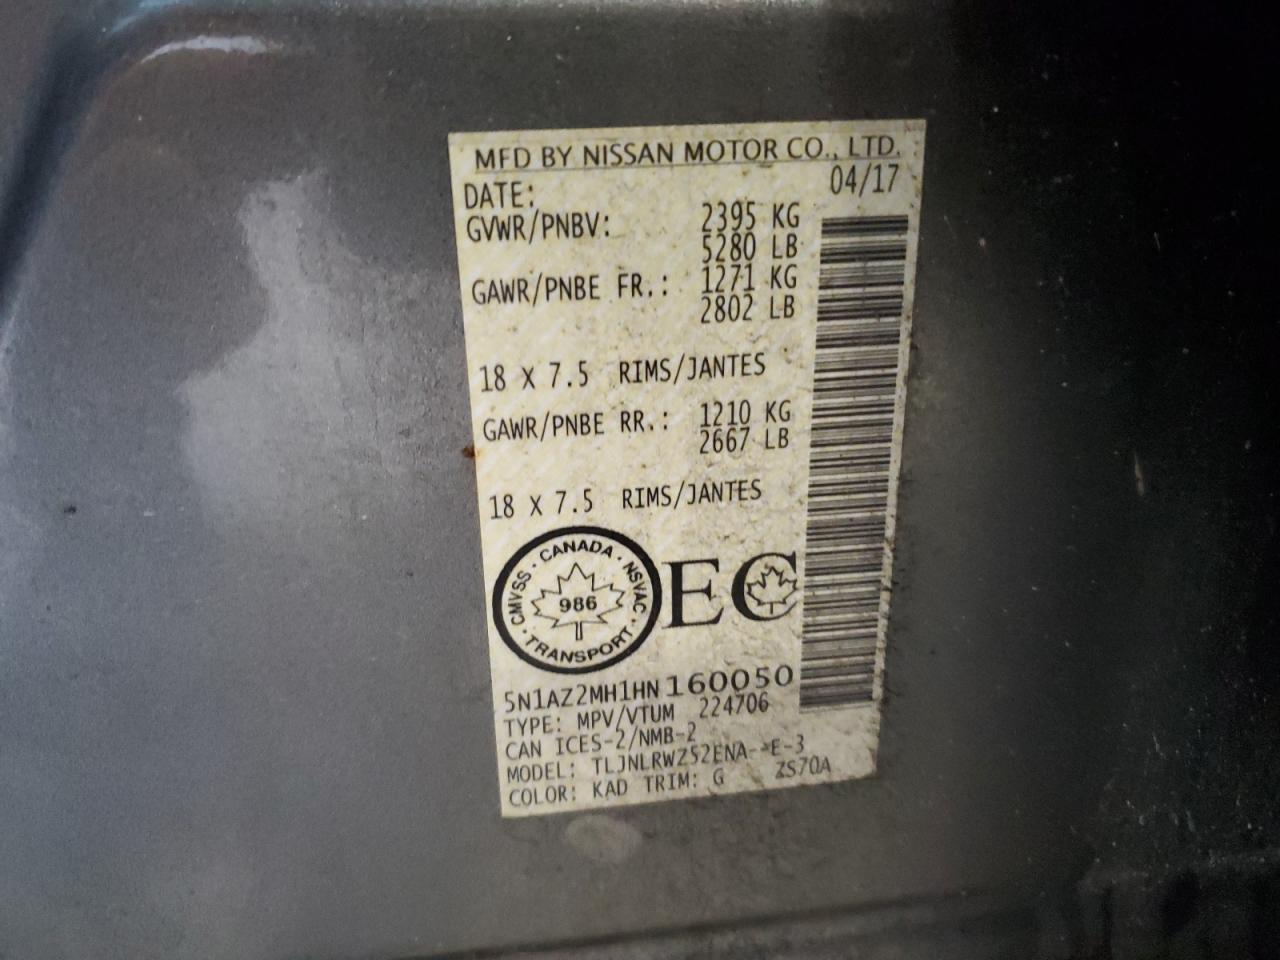 MFD BY NISSAN MOTOR CO., LTD.
DATE: 04/17
GVWR/PNBV: 2395 KG
5280 LB
GAWR/PNBE FR.: 1271 KG
2802 LB
18 X 7.5 RIMS/JANTES
GAWR/PNBE RR.: 1210 KG
2667 LB
18 X 7.5 RIMS/JANTES
CMVSS · CANADA · NSVAC · TRANSPORT ·
986
EC
5N1AZ2MH1HN160050
TYPE: MPV/VTUM 224706
CAN ICES-2/NMB-2
MODEL: TLJNLRWZ52ENA--E-3
COLOR: KAD TRIM: G ZS70A